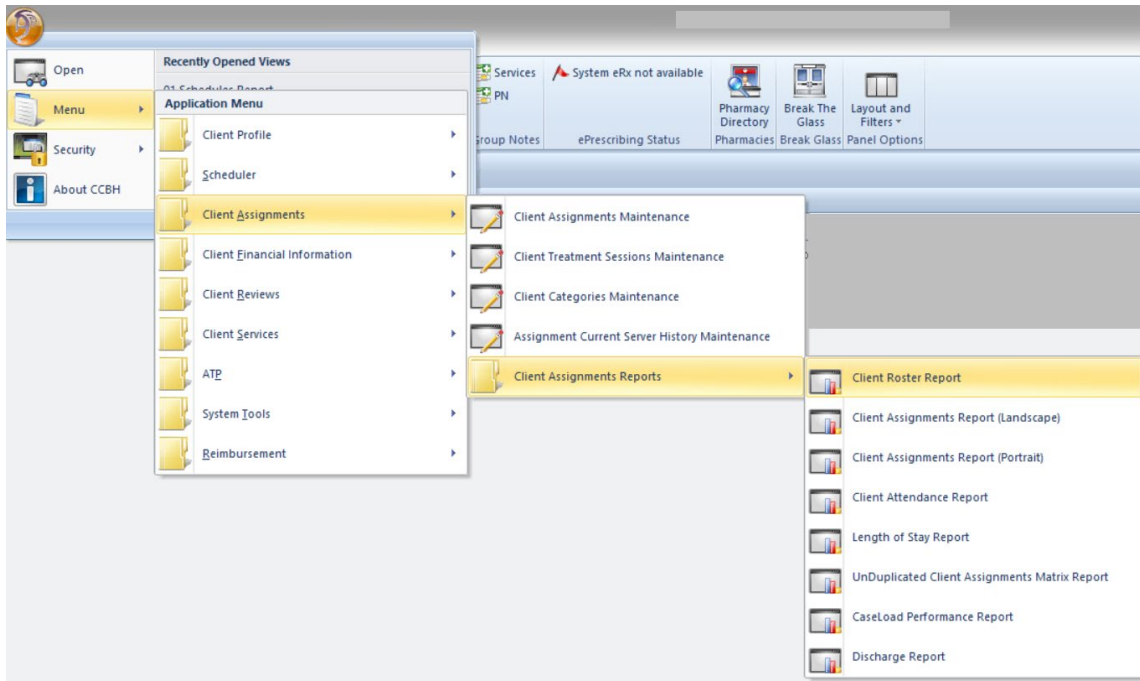 Open
Menu
Security
About CCBH
Recently Opened Views
01 Scheduler Report
Application Menu
Client Profile
Scheduler
Client Assignments
Client Financial Information
Client Reviews
Client Services
ATP
System Tools
Reimbursement
Services
PN
Group Notes
System eRx not available
ePrescribing Status
Pharmacy
Directory
Pharmacies
Break The
Glass
Break Glass
Layout and
Filters
Panel Options
Client Assignments Maintenance
Client Treatment Sessions Maintenance
Client Categories Maintenance
Assignment Current Server History Maintenance
Client Assignments Reports
Client Roster Report
Client Assignments Report (Landscape)
Client Assignments Report (Portrait)
Client Attendance Report
Length of Stay Report
UnDuplicated Client Assignments Matrix Report
CaseLoad Performance Report
Discharge Report